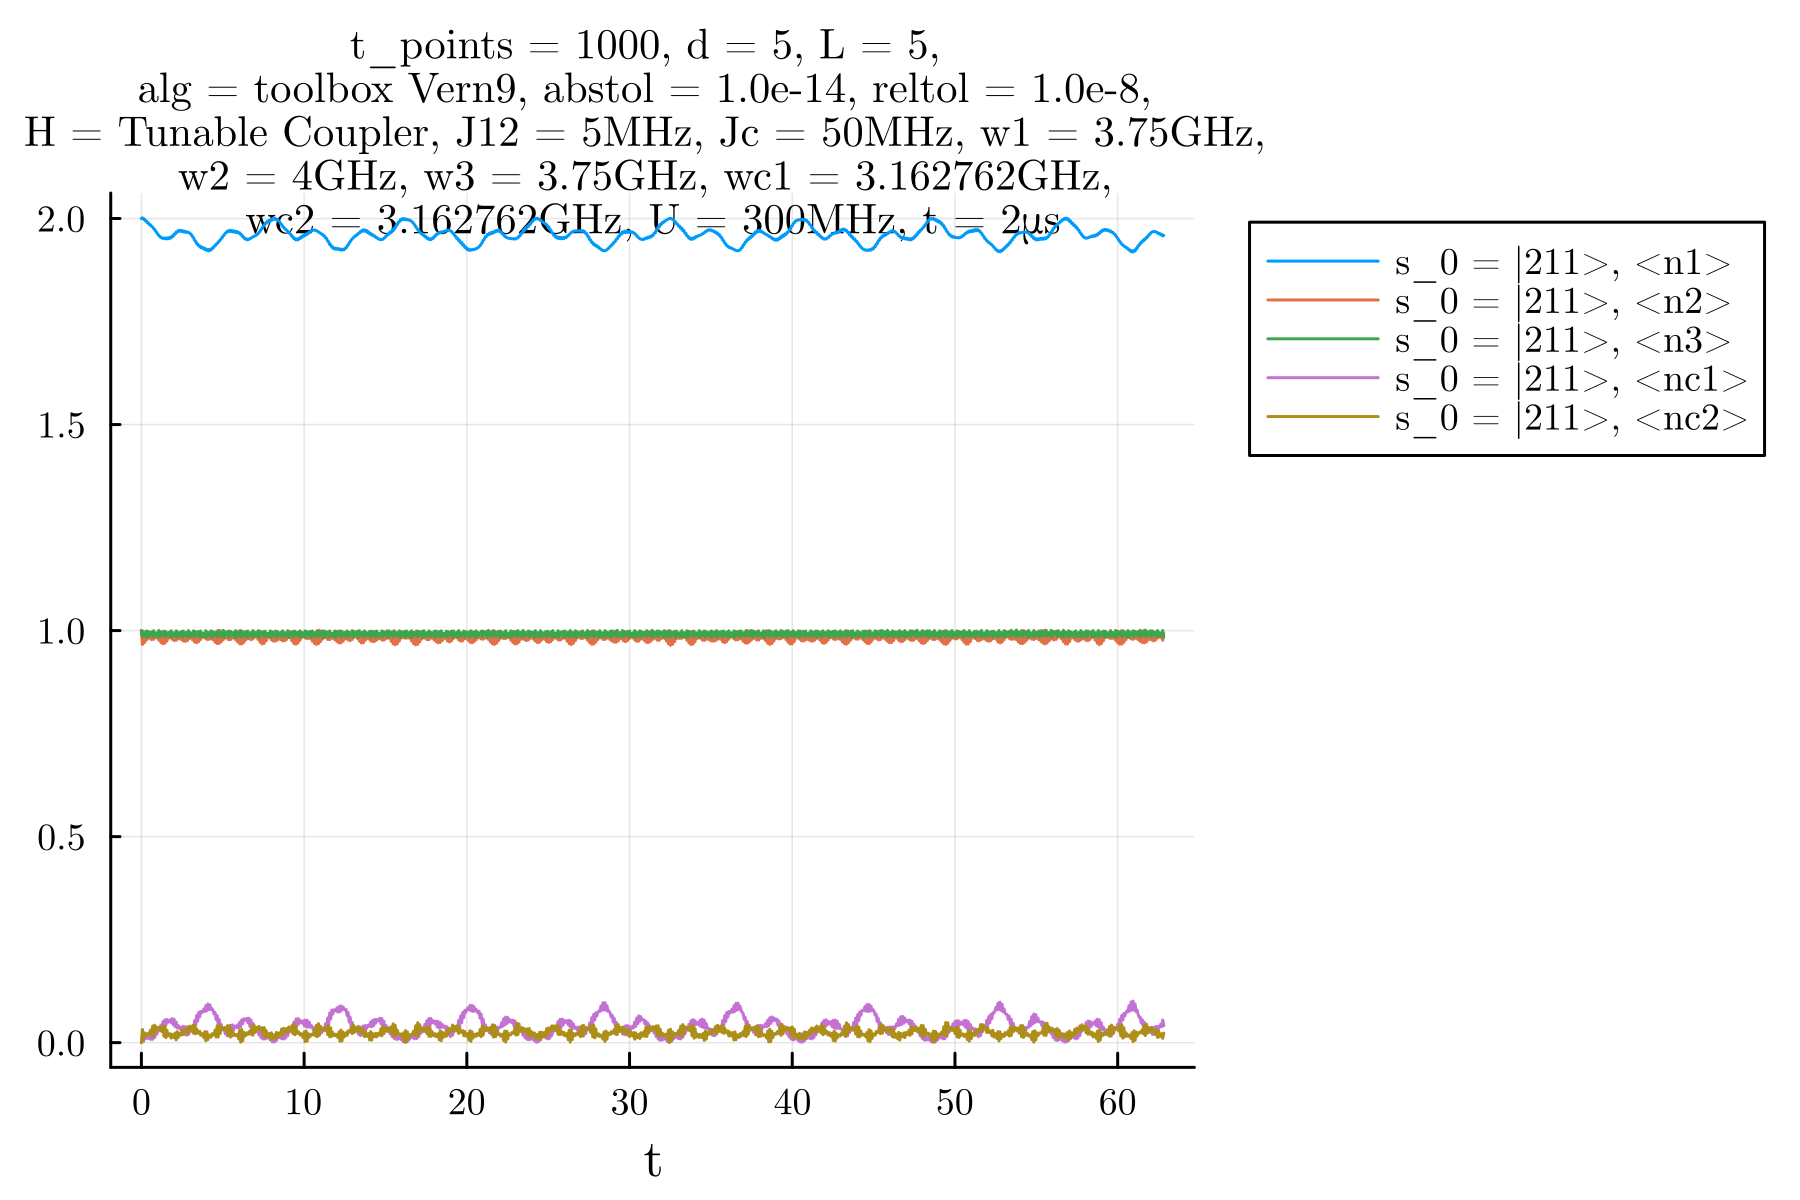 t_points = 1000, d = 5, L = 5,
alg = toolbox Vern9, abstol = 1.0e-14, reltol = 1.0e-8,
H = Tunable Coupler, J12 = 5MHz, Jc = 50MHz, w1 = 3.75GHz,
w2 = 4GHz, w3 = 3.75GHz, wc1 = 3.162762GHz,
wc2 = 3.162762GHz, U = 300MHz, t = 2µs
2.0
1.5
1.0
0.5
0.0
0 10 20 30 40 50 60
t
s_0 = |211>, <n1>
s_0 = |211>, <n2>
s_0 = |211>, <n3>
s_0 = |211>, <nc1>
s_0 = |211>, <nc2>